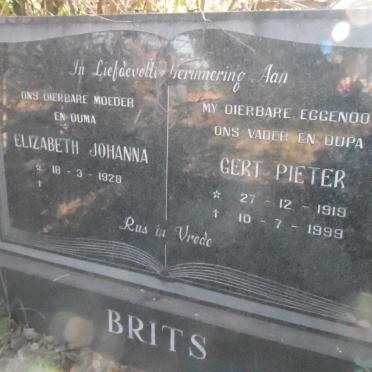 In Liefdevolle Herinnering Aan
ONS DIERBARE MOEDER
EN OUMA
ELIZABETH JOHANNA
☆ 18 - 3 - 1928
†
MY DIERBARE EGGENOO
ONS VADER EN OUPA
GERT PIETER
☆ 27 - 12 - 1919
† 10 - 7 - 1999
Rus in Vrede
BRITS